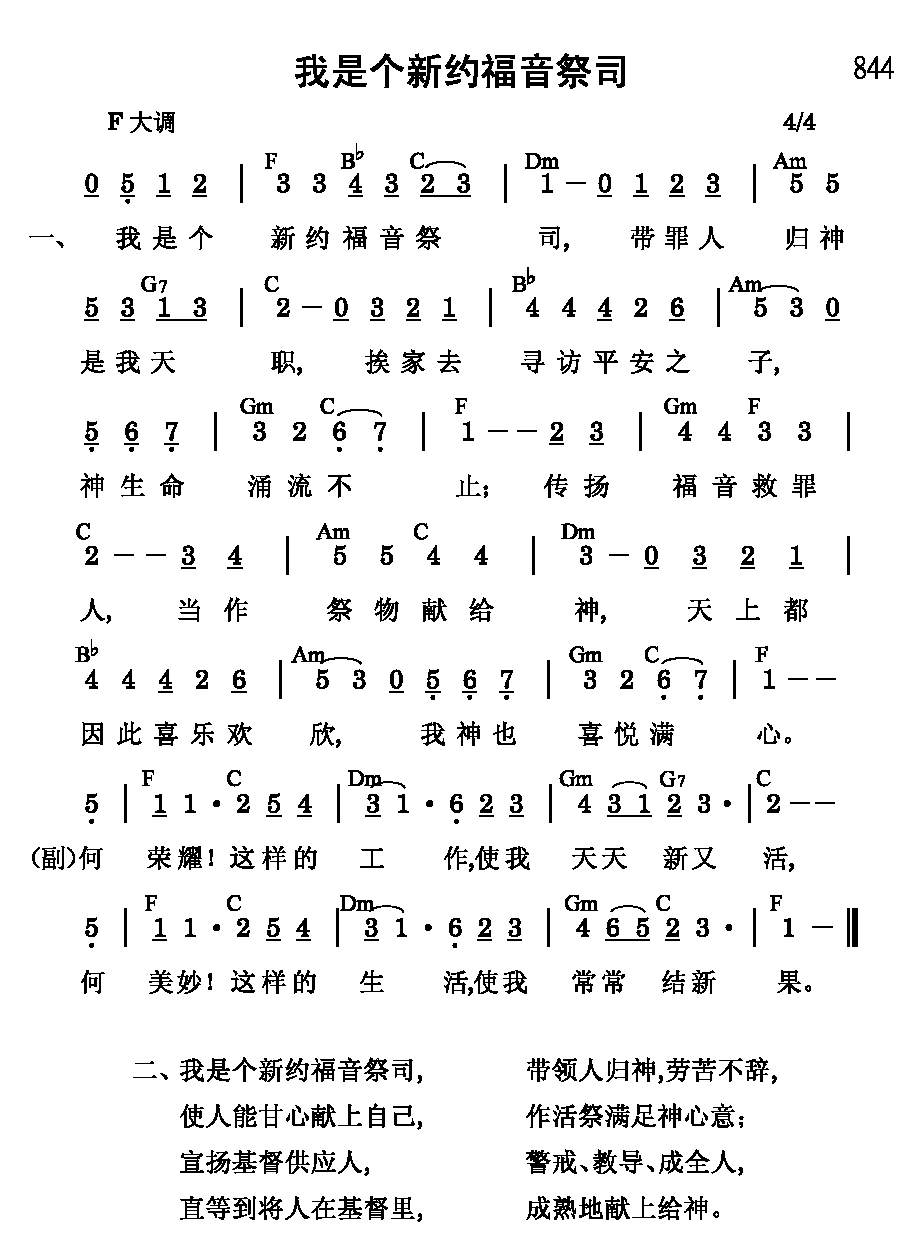 我是个新约福音祭司 844
F 大调 4/4
F B♭ C Dm Am
0 5 1 2 | 3 3 4 3 2 3 | 1 － 0 1 2 3 | 5 5
一、 我是个 新约福音祭 司, 带罪人 归神
G7 C B♭ Am
5 3 1 3 | 2 － 0 3 2 1 | 4 4 4 2 6 | 5 3 0
是我天 职, 挨家去 寻访平安之 子,
Gm C F Gm F
5 6 7 | 3 2 6 7 | 1 － － 2 3 | 4 4 3 3 |
神生命 涌流不 止; 传扬 福音救罪
C Am C Dm
2 － － 3 4 | 5 5 4 4 | 3 － 0 3 2 1 |
人, 当作 祭物献给 神, 天上都
B♭ Am Gm C F
4 4 4 2 6 | 5 3 0 5 6 7 | 3 2 6 7 | 1 － －
因此喜乐欢 欣, 我神也 喜悦满 心。
F C Dm Gm G7 C
5 | 1 1 · 2 5 4 | 3 1 · 6 2 3 | 4 3 1 2 3 · | 2 － －
(副)何 荣耀! 这样的 工 作,使我 天天 新又 活,
F C Dm Gm C F
5 | 1 1 · 2 5 4 | 3 1 · 6 2 3 | 4 6 5 2 3 · | 1 － ‖
何 美妙! 这样的 生 活,使我 常常 结新 果。
二、我是个新约福音祭司, 带领人归神,劳苦不辞,
使人能甘心献上自己, 作活祭满足神心意;
宣扬基督供应人, 警戒、教导、成全人,
直等到将人在基督里, 成熟地献上给神。